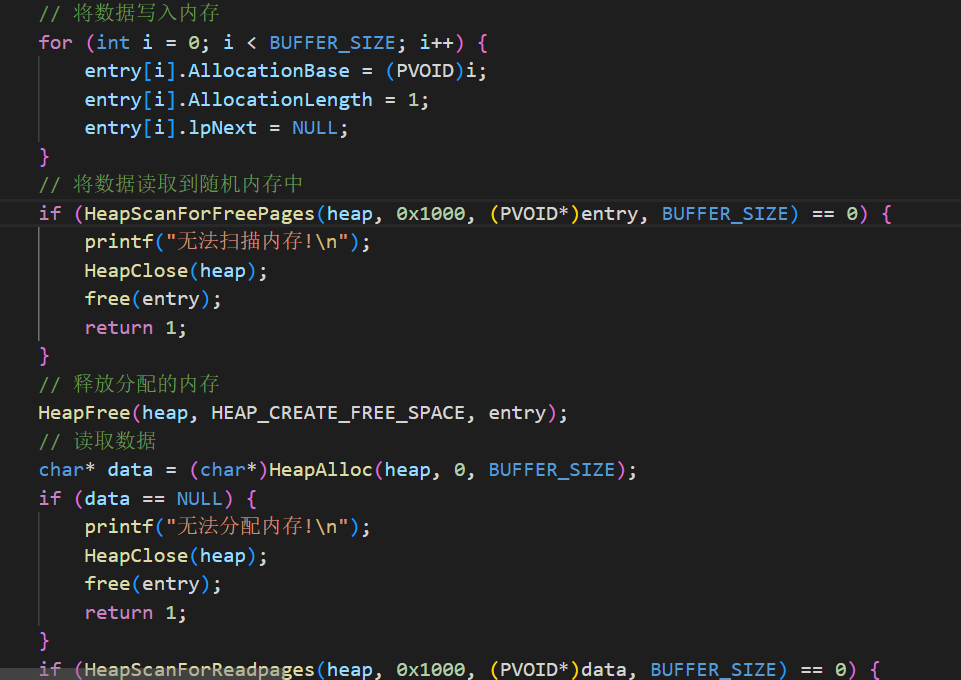 // 将数据写入内存
for (int i = 0; i < BUFFER_SIZE; i++) {
entry[i].AllocationBase = (PVOID)i;
entry[i].AllocationLength = 1;
entry[i].lpNext = NULL;
}
// 将数据读取到随机内存中
if (HeapScanForFreePages(heap, 0x1000, (PVOID*)entry, BUFFER_SIZE) == 0) {
printf("无法扫描内存!\n");
HeapClose(heap);
free(entry);
return 1;
}
// 释放分配的内存
HeapFree(heap, HEAP_CREATE_FREE_SPACE, entry);
// 读取数据
char* data = (char*)HeapAlloc(heap, 0, BUFFER_SIZE);
if (data == NULL) {
printf("无法分配内存!\n");
HeapClose(heap);
free(entry);
return 1;
}
if (HeapScanForReadpages(heap, 0x1000, (PVOID*)data, BUFFER_SIZE) == 0) {